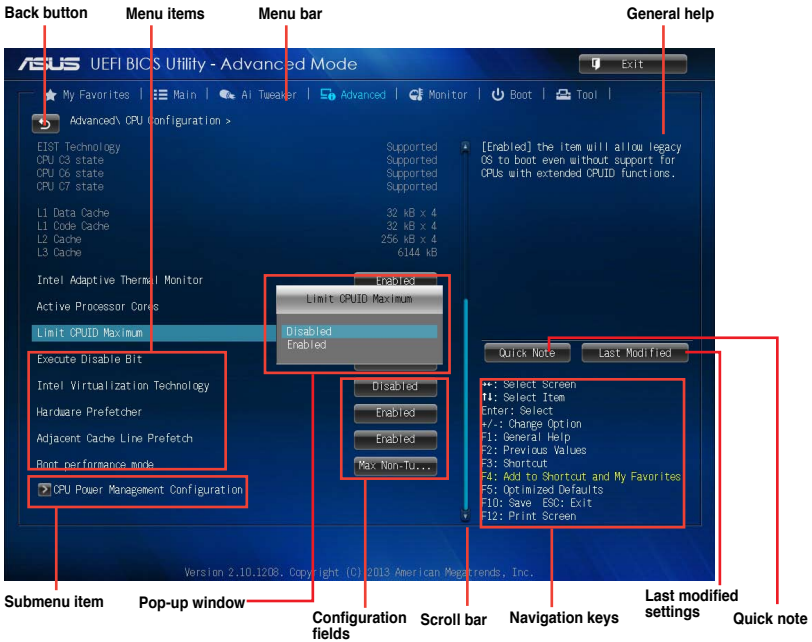 Back button Menu items Menu bar General help
ASUS UEFI BIOS Utility - Advanced Mode Exit
My Favorites Main Ai Tweaker Advanced Monitor Boot Tool
Advanced\ CPU Configuration >
EIST Technology Supported
CPU C3 state Supported
CPU C6 state Supported
CPU C7 state Supported
L1 Data Cache 32 kB x 4
L1 Code Cache 32 kB x 4
L2 Cache 256 kB x 4
L3 Cache 6144 kB
Intel Adaptive Thermal Monitor Enabled
Active Processor Cores
Limit CPUID Maximum
Limit CPUID Maximum
Disabled
Enabled
Execute Disable Bit
Intel Virtualization Technology Disabled
Hardware Prefetcher Enabled
Adjacent Cache Line Prefetch Enabled
Boot performance mode Max Non-Tu...
CPU Power Management Configuration
[Enabled] the item will allow legacy
OS to boot even without support for
CPUs with extended CPUID functions.
Quick Note Last Modified
→←: Select Screen
↑↓: Select Item
Enter: Select
+/-: Change Option
F1: General Help
F2: Previous Values
F3: Shortcut
F4: Add to Shortcut and My Favorites
F5: Optimized Defaults
F10: Save ESC: Exit
F12: Print Screen
Version 2.10.1208. Copyright (C) 2013 American Megatrends, Inc.
Submenu item Pop-up window Configuration fields Scroll bar Navigation keys Last modified settings Quick note